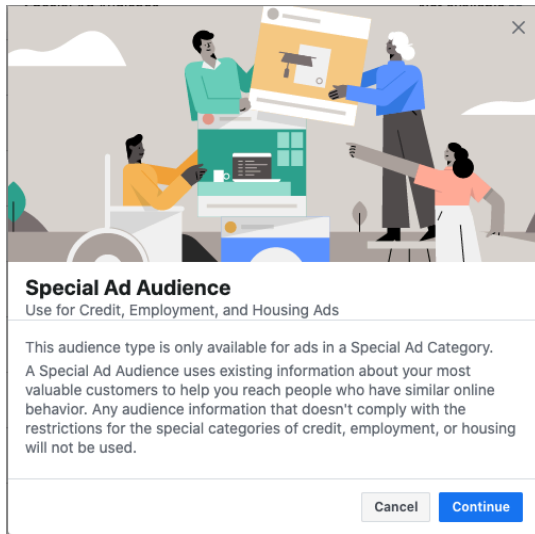 Special Ad Audience
Use for Credit, Employment, and Housing Ads
This audience type is only available for ads in a Special Ad Category.
A Special Ad Audience uses existing information about your most
valuable customers to help you reach people who have similar online
behavior. Any audience information that doesn't comply with the
restrictions for the special categories of credit, employment, or housing
will not be used.
Cancel
Continue